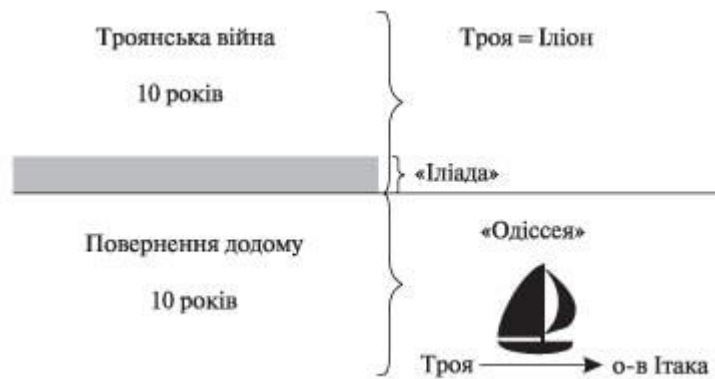 Троянська війна
10 років
Троя = Іліон
«Іліада»
Повернення додому
10 років
«Одіссея»
Троя
о-в Ітака